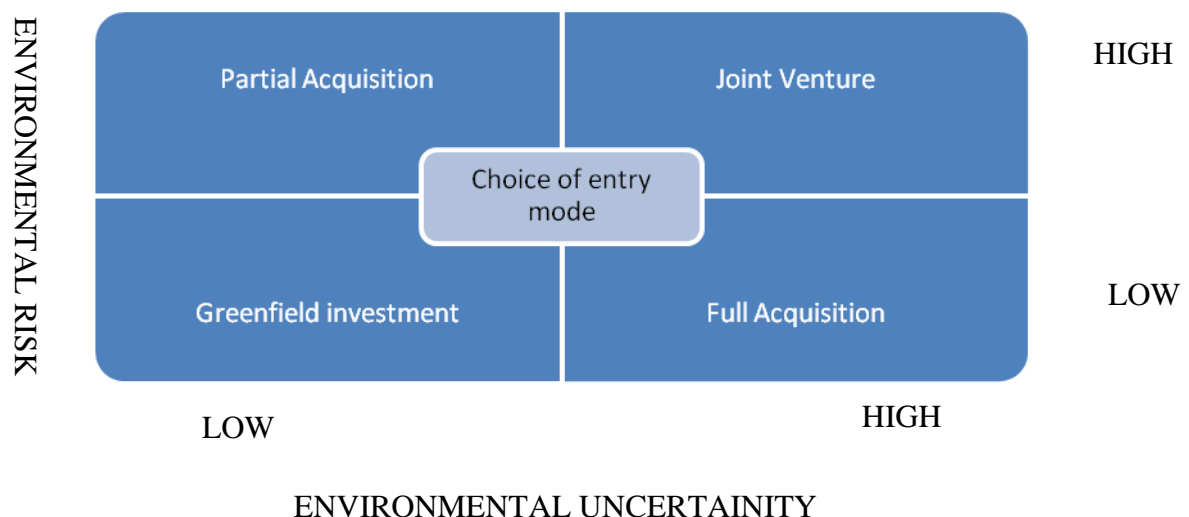 ENVIRONMENTAL RISK
Partial Acquisition
Joint Venture
HIGH
Choice of entry
mode
Greenfield investment
Full Acquisition
LOW
LOW
HIGH
ENVIRONMENTAL UNCERTAINITY